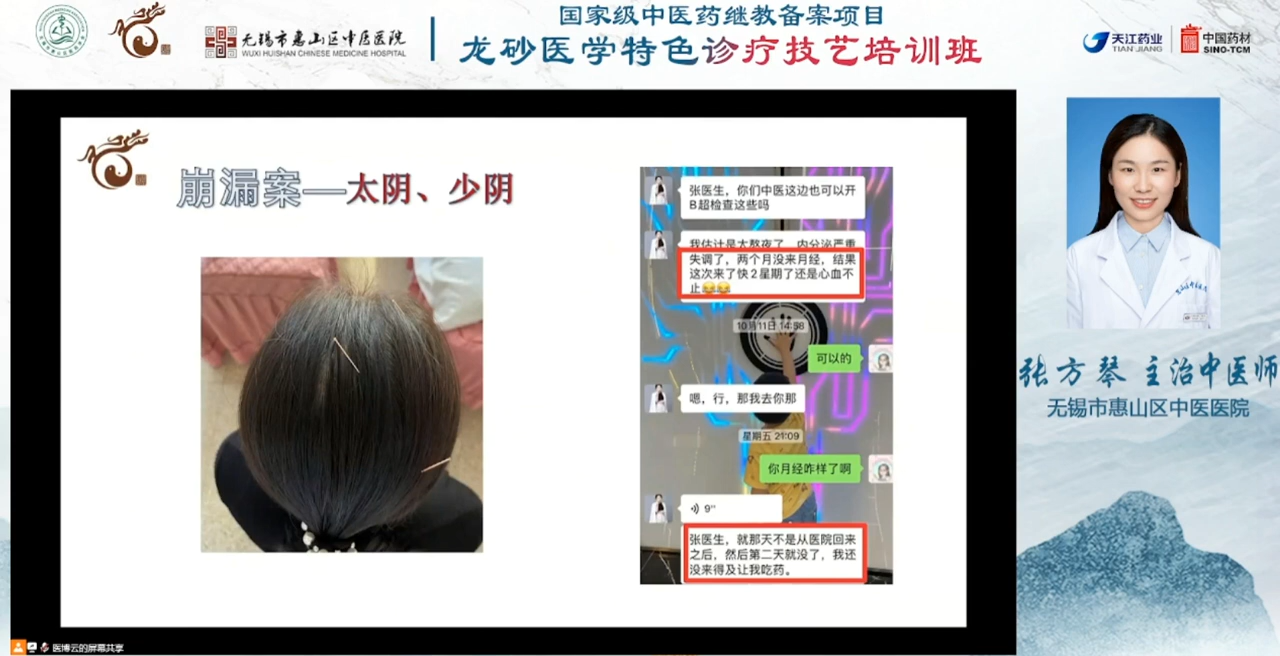 国家级中医药继教备案项目
龙砂医学特色诊疗技艺培训班
无锡市惠山区中医医院
WUXI HUISHAN CHINESE MEDICINE HOSPITAL
天江药业
TIAN JIANG
中国药材
SINO-TCM
崩漏案—太阴、少阴
张医生，你们中医这边也可以开
B超检查这些吗
我估计是太熬夜了，内分泌严重
失调了，两个月没来月经，结果
这次来了快2星期了还是心血不
止😂😂
10月11日 14:58
可以的
嗯，行，那我去你那
星期五 21:09
你月经咋样了啊
9"
张医生，就那天不是从医院回来
之后，然后第二天就没了，我还
没来得及让我吃药。
张方琴 主治中医师
无锡市惠山区中医医院
医博云的屏幕共享